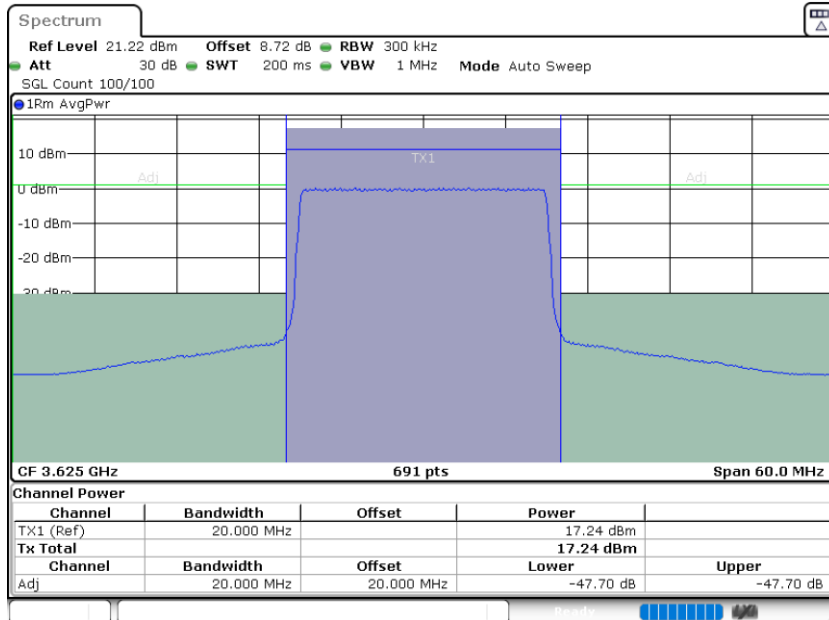 Spectrum
Ref Level 21.22 dBm Offset 8.72 dB RBW 300 kHz
Att 30 dB SWT 200 ms VBW 1 MHz Mode Auto Sweep
SGL Count 100/100
1Rm AvgPwr
10 dBm
TX1
Adj Adj
0 dBm
-10 dBm
-20 dBm
-30 dBm
CF 3.625 GHz 691 pts Span 60.0 MHz
Channel Power
Channel Bandwidth Offset Power
TX1 (Ref) 20.000 MHz 17.24 dBm
Tx Total 17.24 dBm
Channel Bandwidth Offset Lower Upper
Adj 20.000 MHz 20.000 MHz -47.70 dB -47.70 dB
Ready